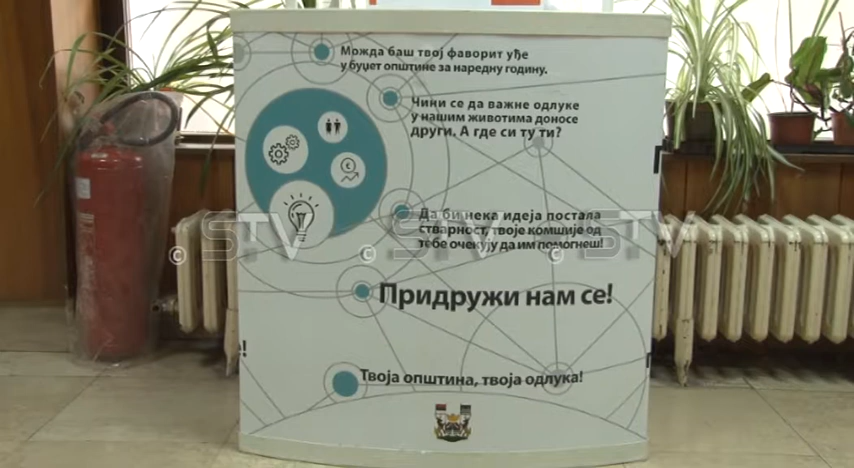 Можда баш твој фаворит уђе
у буџет општине за наредну годину.
Чини се да важне одлуке
у нашим животима доносе
други. А где си ту ти?
Да би нека идеја постала
стварност, твоје комшије од
тебе очекују да им помогнеш!
© STV © STV © STV
Придружи нам се!
Твоја општина, твоја одлука!